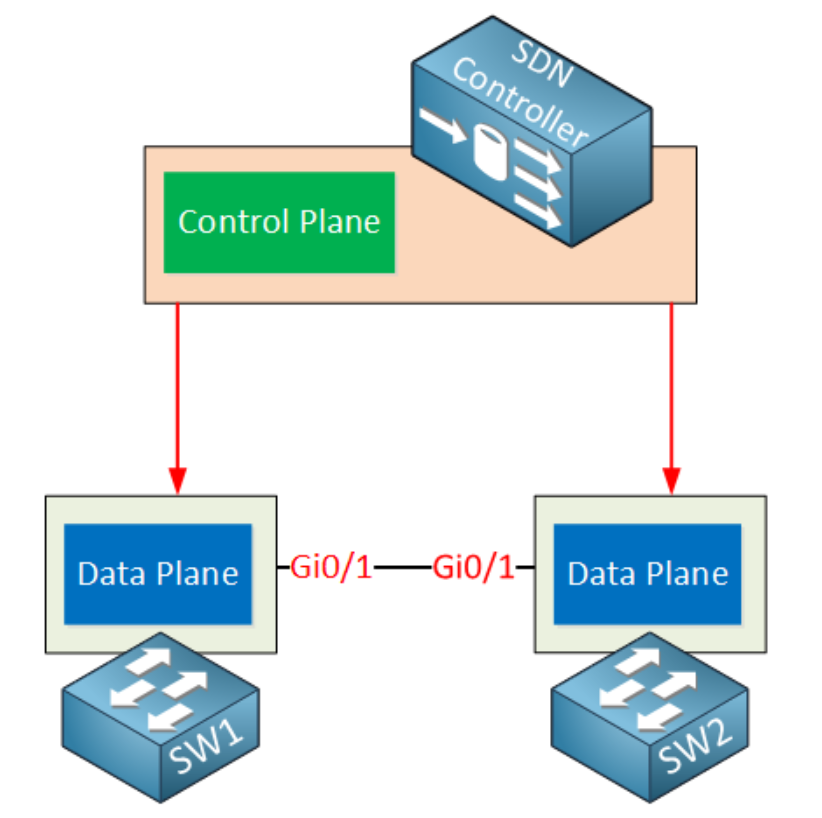 SDN
Controller
Control Plane
Data Plane
Gi0/1
Gi0/1
Data Plane
SW1
SW2